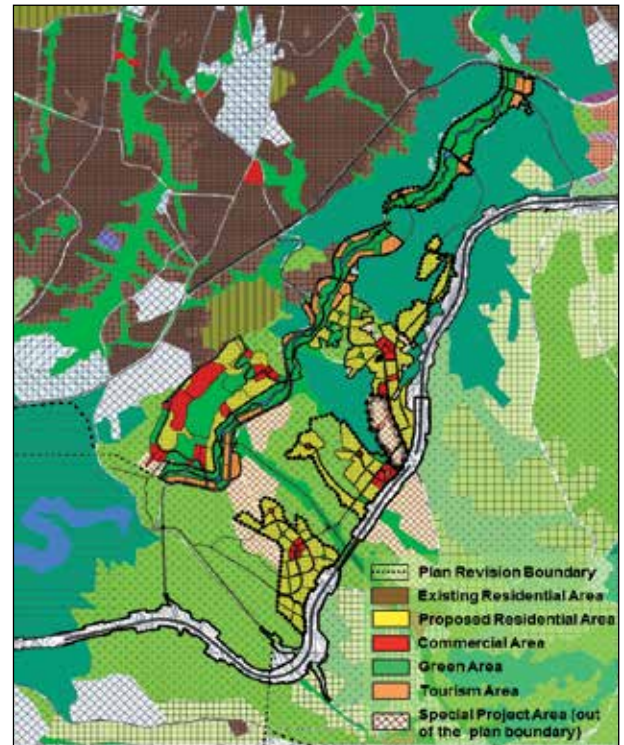 Plan Revision Boundary
Existing Residential Area
Proposed Residential Area
Commercial Area
Green Area
Tourism Area
Special Project Area (out
of the plan boundary)